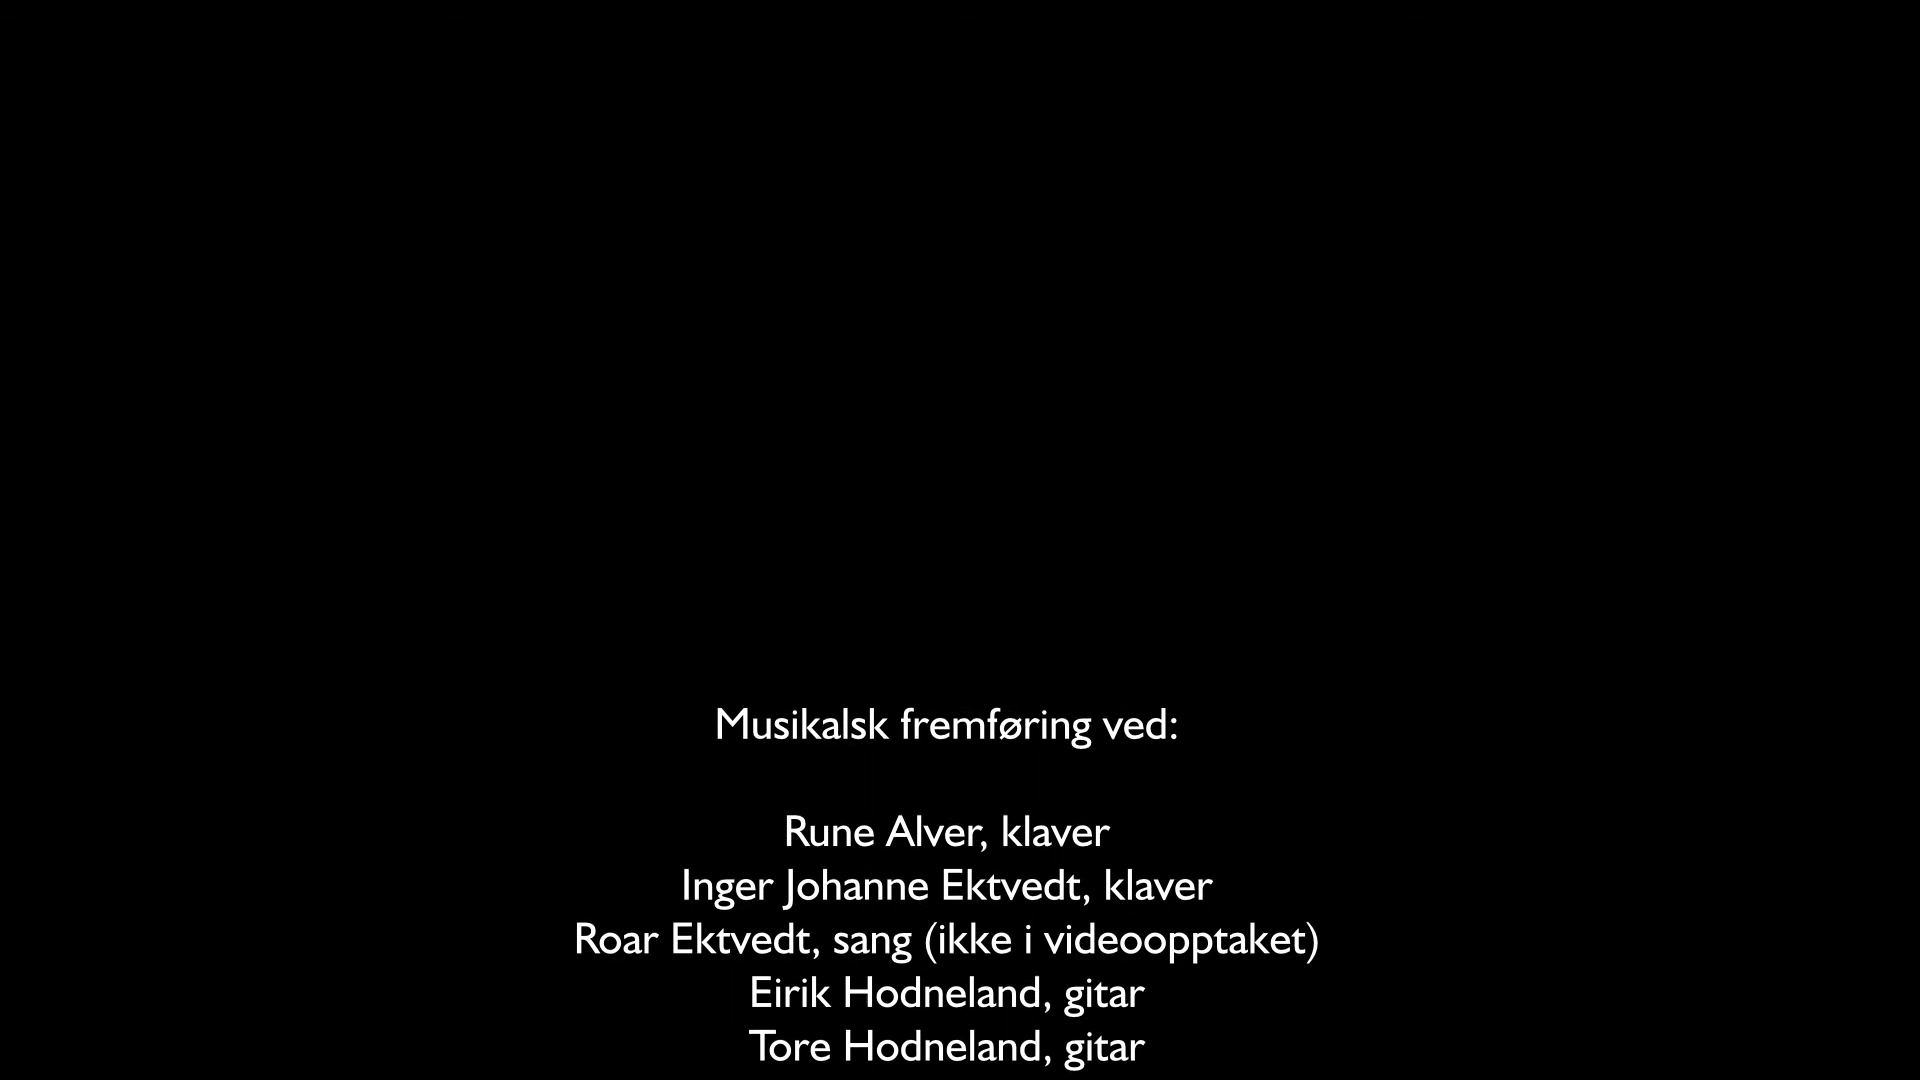 Musikalsk fremføring ved:
Rune Alver, klaver
Inger Johanne Ektvedt, klaver
Roar Ektvedt, sang (ikke i videoopptaket)
Eirik Hodneland, gitar
Tore Hodneland, gitar